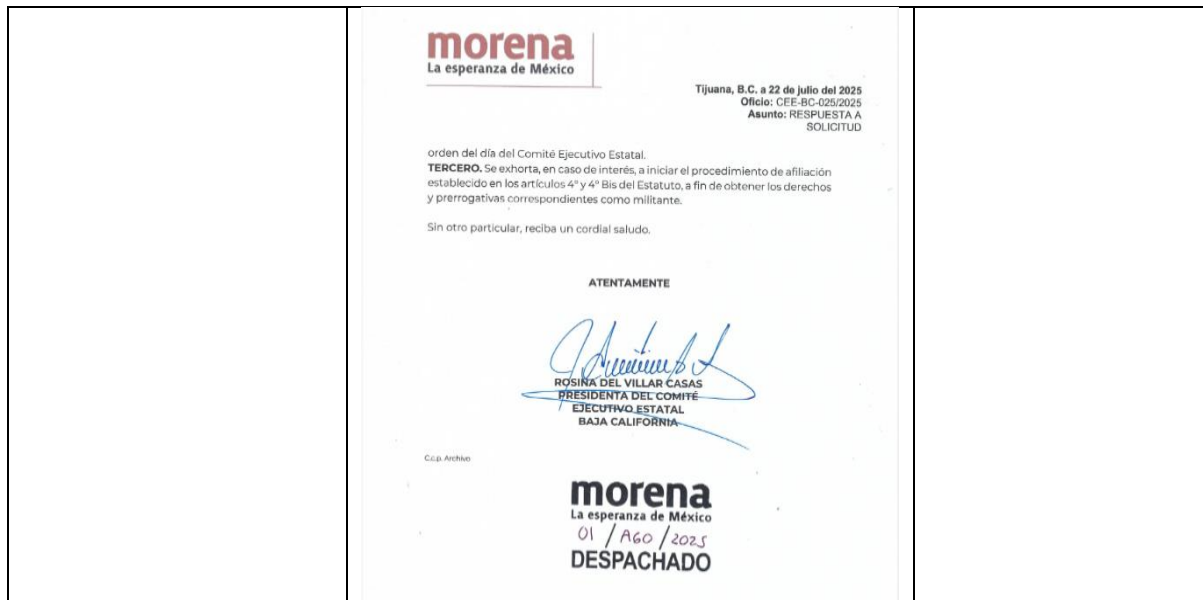 morena
La esperanza de México
Tijuana, B.C. a 22 de julio del 2025
Oficio: CEE-BC-025/2025
Asunto: RESPUESTA A
SOLICITUD
orden del día del Comité Ejecutivo Estatal.
TERCERO. Se exhorta, en caso de interés, a iniciar el procedimiento de afiliación
establecido en los artículos 4° y 4° Bis del Estatuto, a fin de obtener los derechos
y prerrogativas correspondientes como militante.
Sin otro particular, reciba un cordial saludo.
ATENTAMENTE
ROSINA DEL VILLAR CASAS
PRESIDENTA DEL COMITÉ
EJECUTIVO ESTATAL
BAJA CALIFORNIA
C.c.p. Archivo
morena
La esperanza de México
01 / AGO / 2025
DESPACHADO